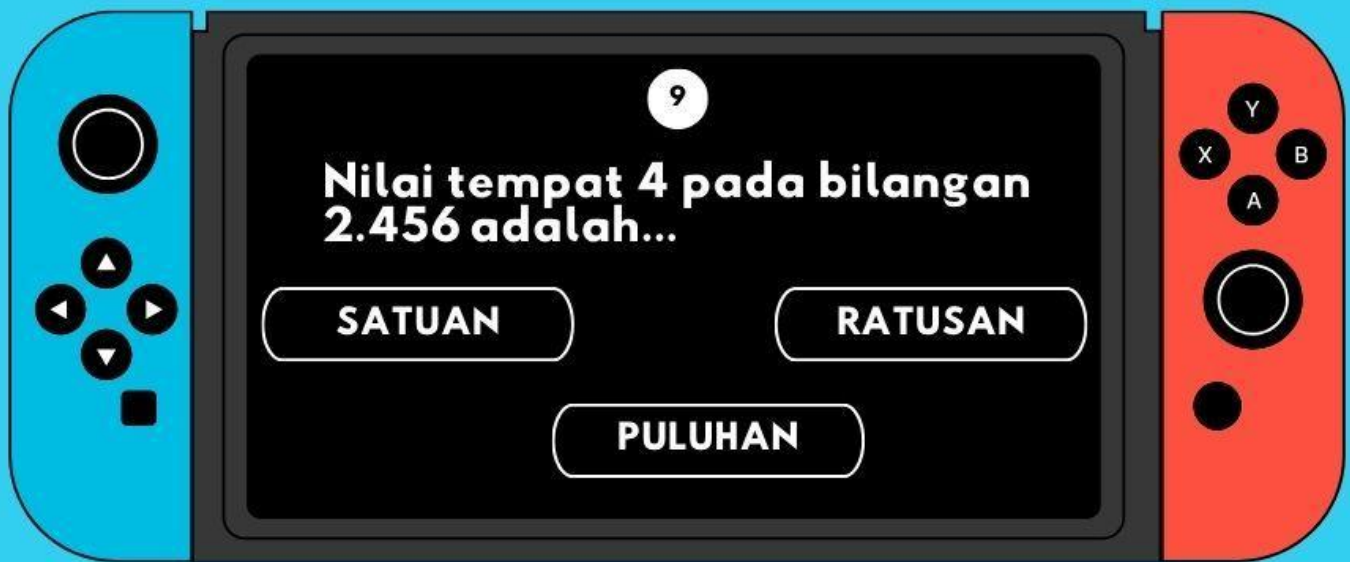 9
Nilai tempat 4 pada bilangan
2.456 adalah...
SATUAN
RATUSAN
PULUHAN
Y
X
B
A